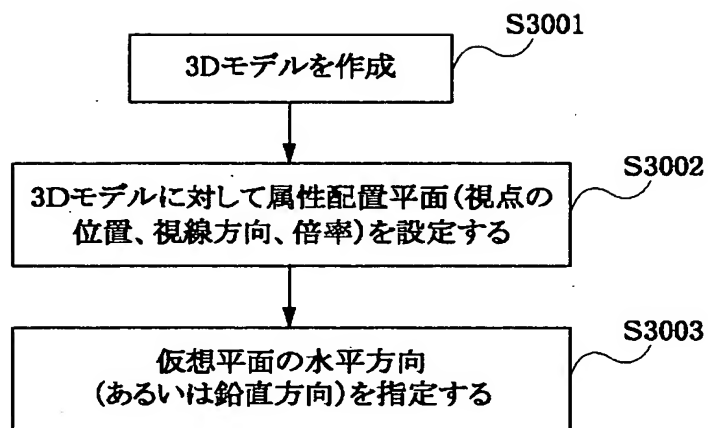 S3001
3Dモデルを作成
S3002
3Dモデルに対して属性配置平面(視点の
位置、視線方向、倍率)を設定する
S3003
仮想平面の水平方向
(あるいは鉛直方向)を指定する